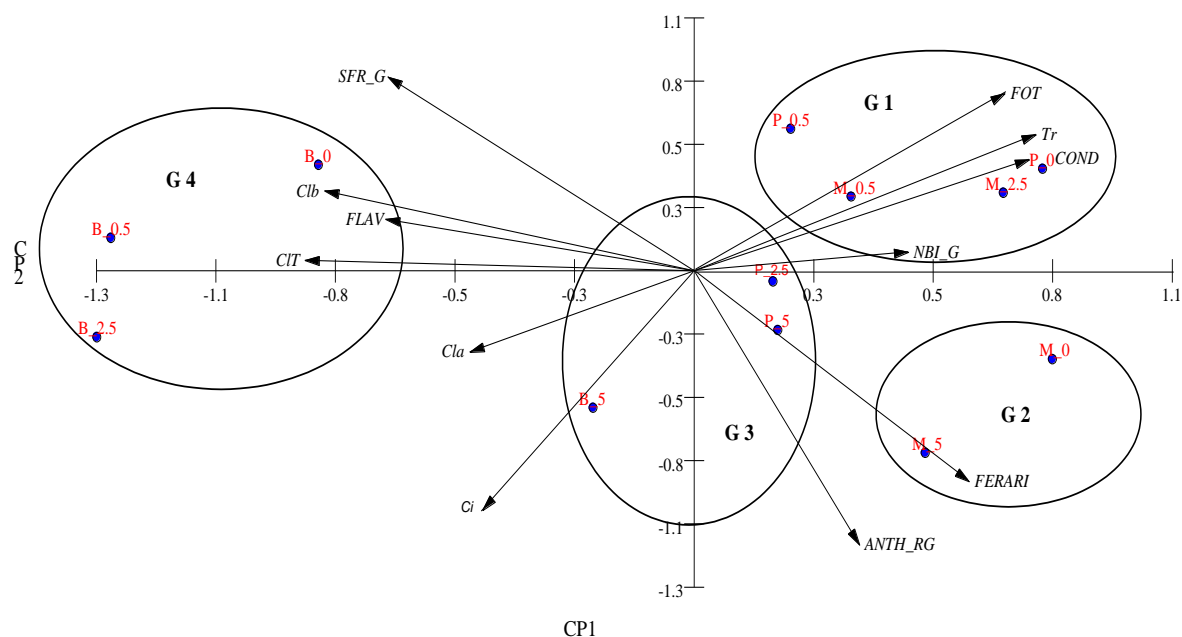 1.1
SFR_G
0.8
G 1
FOT
P_0.5
Tr
0.5
B_0
P_0
COND
G 4
Clb
M_0.5
M_2.5
0.3
FLAV
B_0.5
C
P
2
ClT
NBI_G
P_2.5
-1.3
-1.1
-0.8
-0.5
-0.3
0.3
0.5
0.8
1.1
B_2.5
P_5
-0.3
Cla
M_0
B_5
-0.5
G 3
G 2
M_5
-0.8
FERARI
Ci
-1.1
ANTH_RG
-1.3
CP1